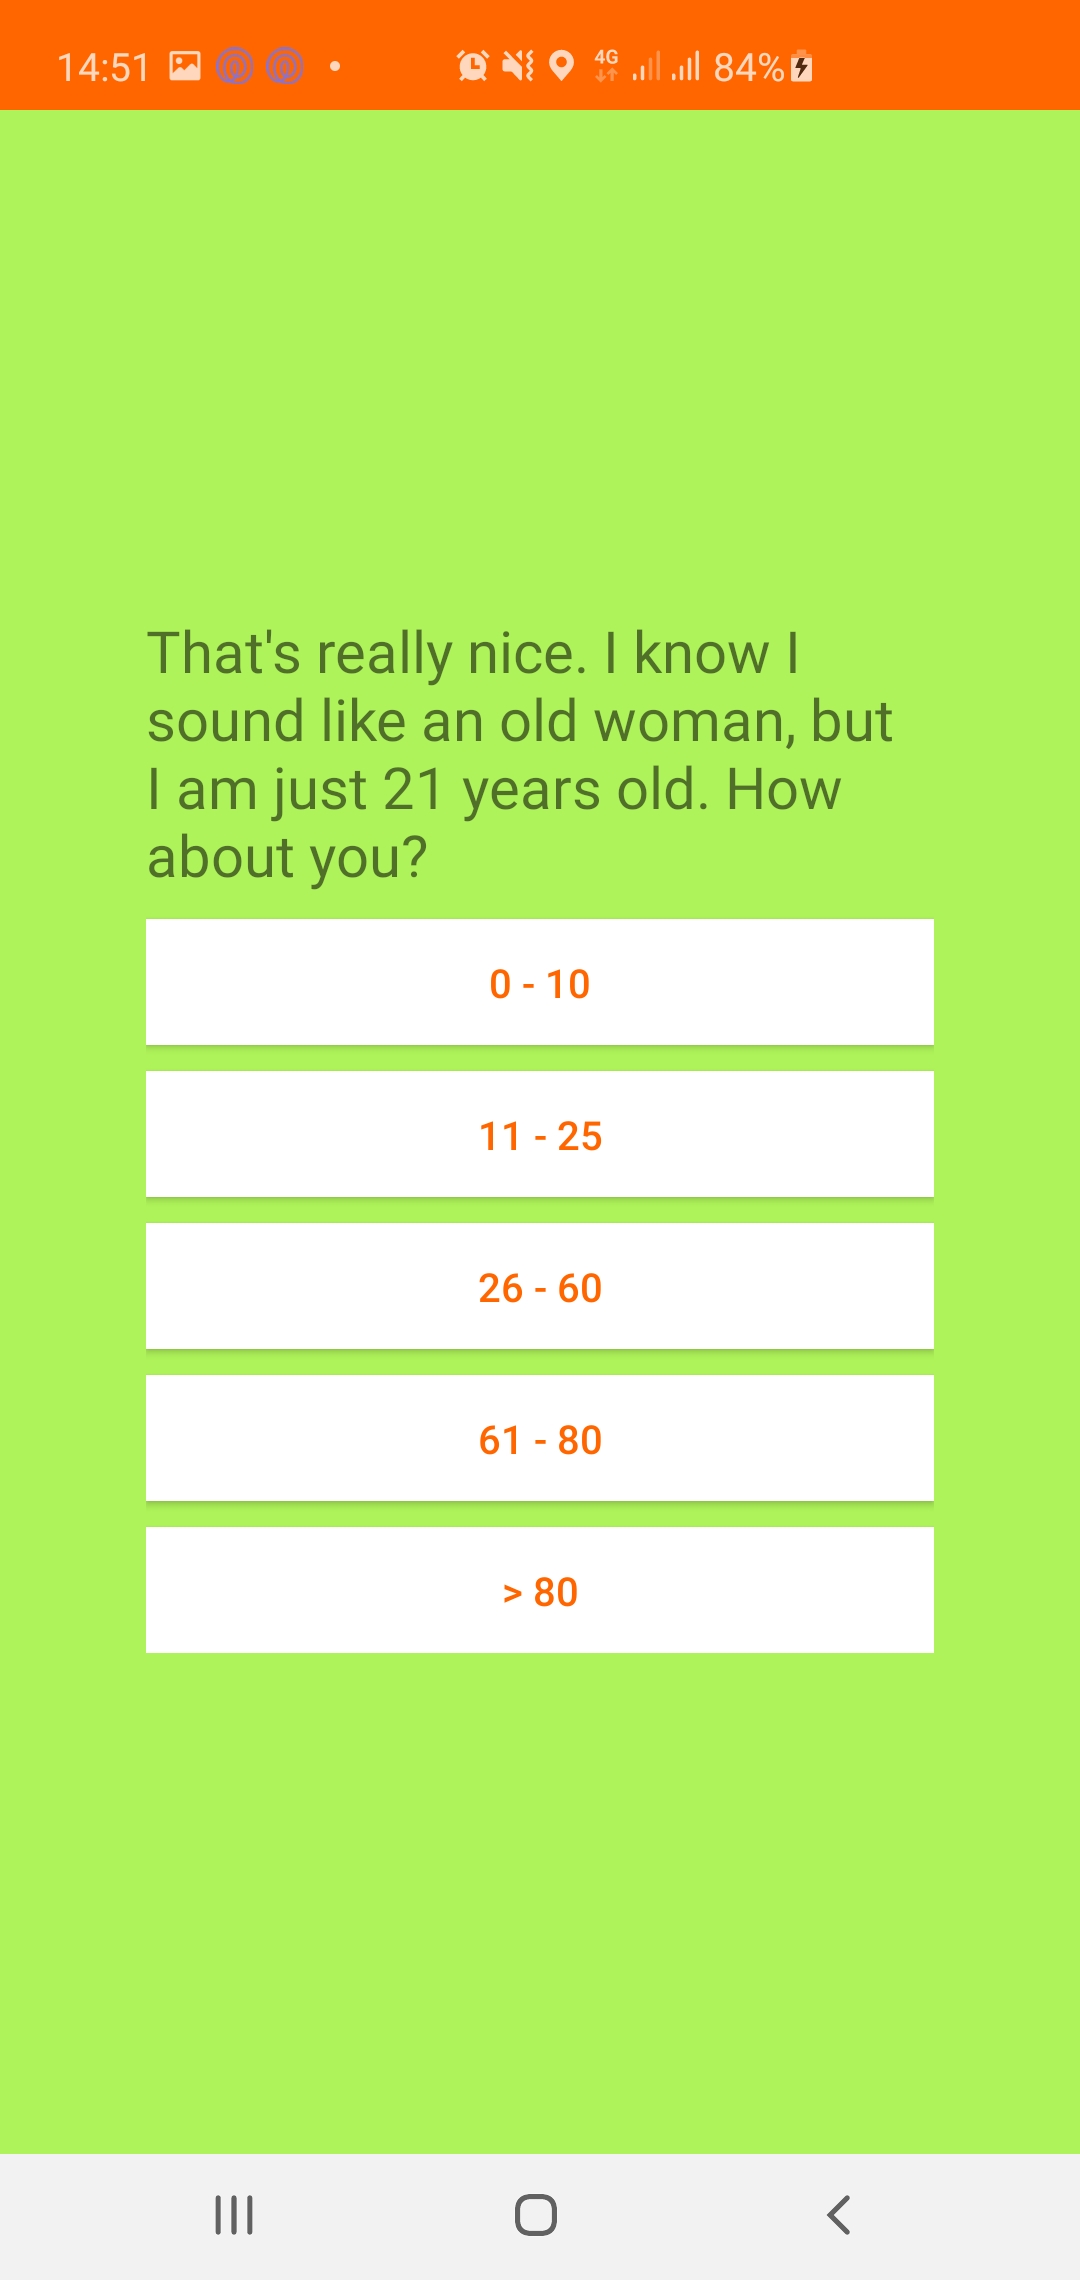 14:51 4G 84%
That's really nice. I know I
sound like an old woman, but
I am just 21 years old. How
about you?
0 - 10
11 - 25
26 - 60
61 - 80
> 80